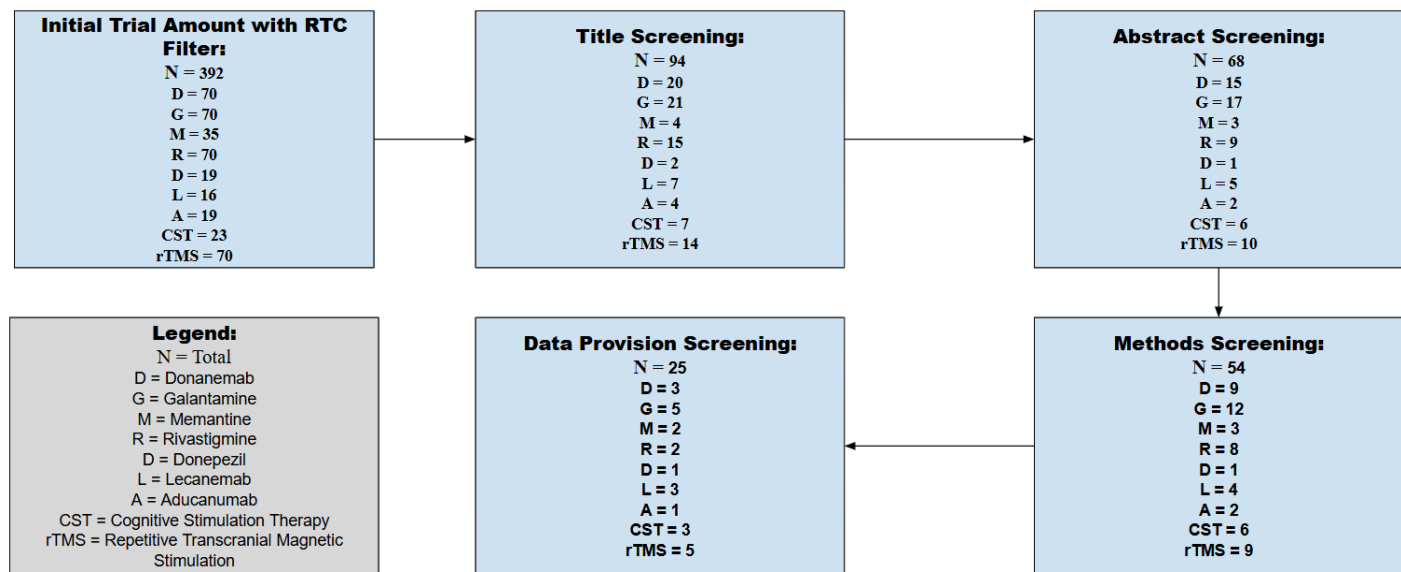 Initial Trial Amount with RTC
Filter:
N = 392
D = 70
G = 70
M = 35
R = 70
D = 19
L = 16
A = 19
CST = 23
rTMS = 70
Title Screening:
N = 94
D = 20
G = 21
M = 4
R = 15
D = 2
L = 7
A = 4
CST = 7
rTMS = 14
Abstract Screening:
N = 68
D = 15
G = 17
M = 3
R = 9
D = 1
L = 5
A = 2
CST = 6
rTMS = 10
Methods Screening:
N = 54
D = 9
G = 12
M = 3
R = 8
D = 1
L = 4
A = 2
CST = 6
rTMS = 9
Data Provision Screening:
N = 25
D = 3
G = 5
M = 2
R = 2
D = 1
L = 3
A = 1
CST = 3
rTMS = 5
Legend:
N = Total
D = Donanemab
G = Galantamine
M = Memantine
R = Rivastigmine
D = Donepezil
L = Lecanemab
A = Aducanumab
CST = Cognitive Stimulation Therapy
rTMS = Repetitive Transcranial Magnetic
Stimulation